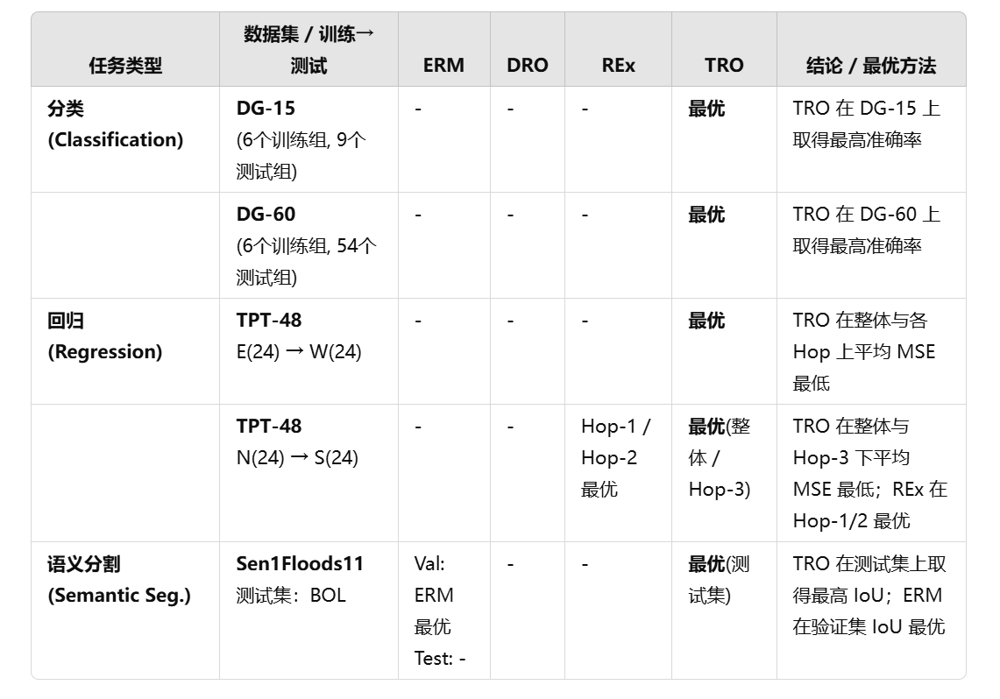 任务类型
数据集 / 训练→
测试
ERM
DRO
REx
TRO
结论 / 最优方法
分类
(Classification)
DG-15
(6个训练组, 9个
测试组)
-
-
-
最优
TRO 在 DG-15 上
取得最高准确率
DG-60
(6个训练组, 54个
测试组)
-
-
-
最优
TRO 在 DG-60 上
取得最高准确率
回归
(Regression)
TPT-48
E(24) → W(24)
-
-
-
最优
TRO 在整体与各
Hop 上平均 MSE
最低
TPT-48
N(24) → S(24)
-
-
Hop-1 /
Hop-2
最优
最优(整
体 /
Hop-3)
TRO 在整体与
Hop-3 下平均
MSE 最低；REx 在
Hop-1/2 最优
语义分割
(Semantic Seg.)
Sen1Floods11
测试集：BOL
Val:
ERM
最优
Test: -
-
-
最优(测
试集)
TRO 在测试集上取
得最高 IoU；ERM
在验证集 IoU 最优